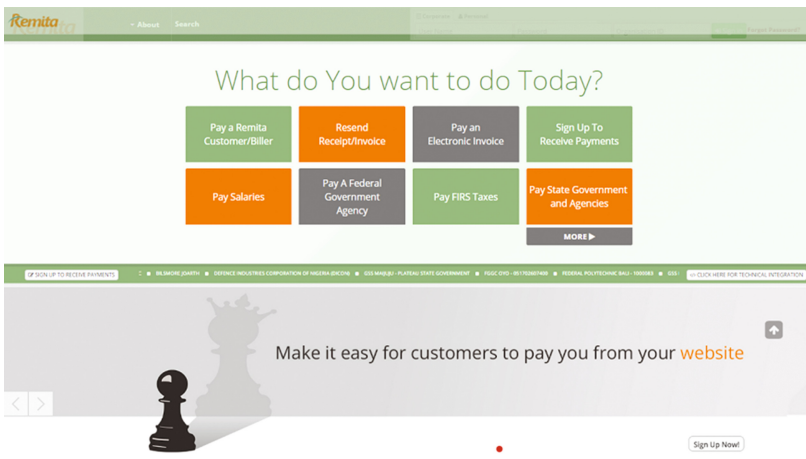 Remita
About
Search
Forgot Password?
What do You want to do Today?
Pay a Remita
Customer/Biller
Resend
Receipt/Invoice
Pay an
Electronic Invoice
Sign Up To
Receive Payments
Pay Salaries
Pay A Federal
Government
Agency
Pay FIRS Taxes
Pay State Government
and Agencies
MORE
SIGN UP TO RECEIVE PAYMENTS
DEFENCE INDUSTRIES CORPORATION OF NIGERIA (DICON)
GSS MAIJUJU - PLATEAU STATE GOVERNMENT
FEDERAL POLYTECHNIC BALI -
GSS
CLICK HERE FOR TECHNICAL INTEGRATION
Make it easy for customers to pay you from your website
Sign Up Now!